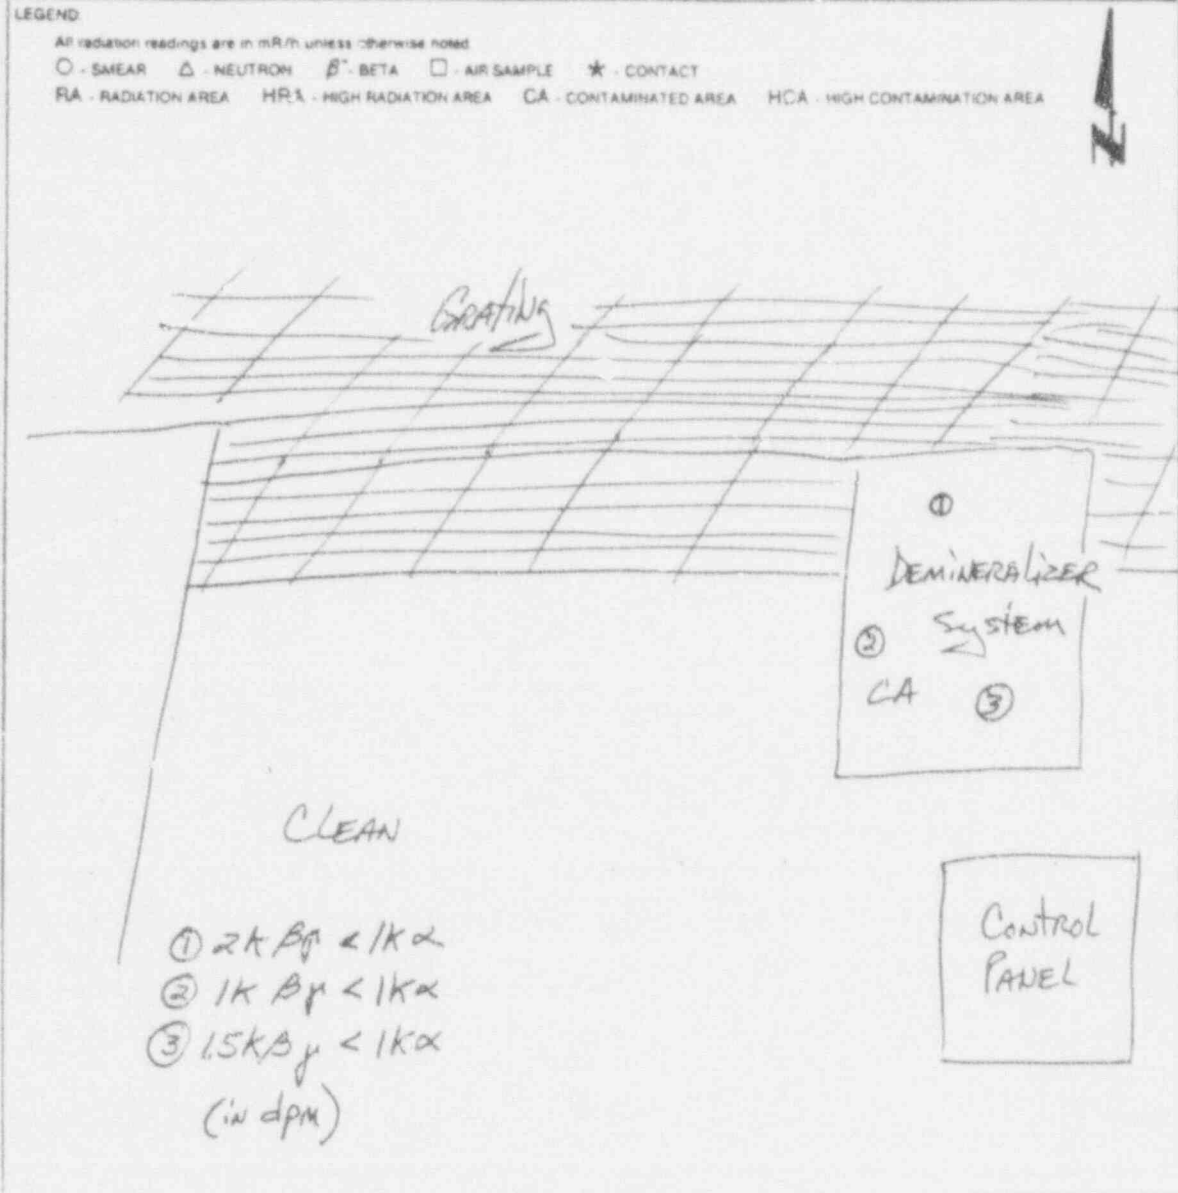 LEGEND:
All radiation readings are in mR/h unless otherwise noted
○ - SMEAR △ - NEUTRON β⁻ - BETA □ - AIR SAMPLE ★ - CONTACT
RA - RADIATION AREA HRA - HIGH RADIATION AREA CA - CONTAMINATED AREA HCA - HIGH CONTAMINATION AREA
N
GRATING
①
DEMINERALIZER
SYSTEM
②
CA ③
CLEAN
① 2K βγ < 1K α
② 1K βγ < 1K α
③ 1.5K βγ < 1K α
(in dpm)
CONTROL
PANEL